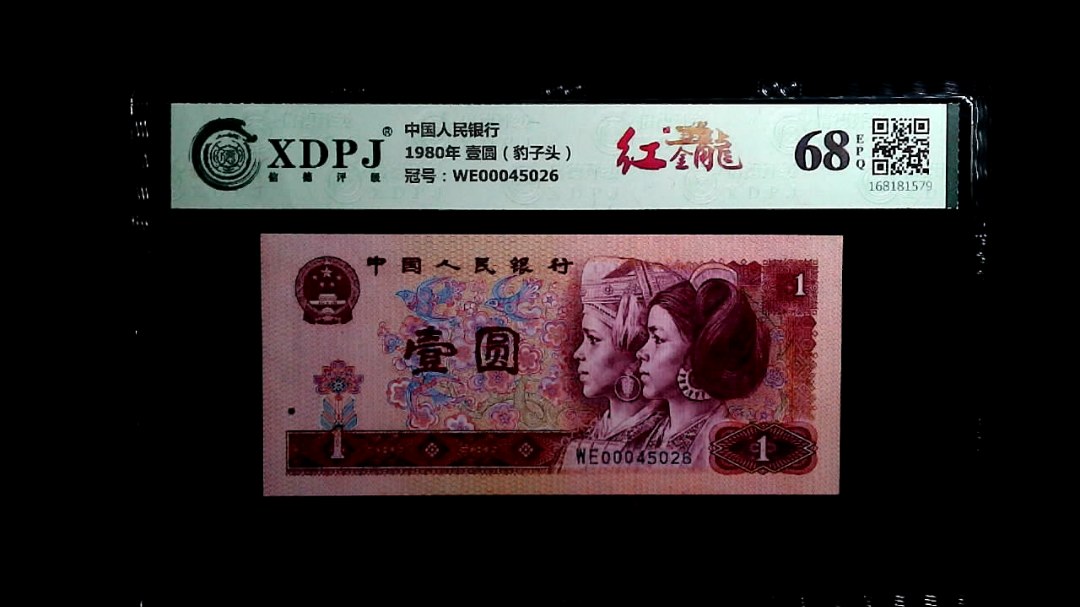 XDPJ®
信德评级
中国人民银行
1980年 壹圆（豹子头）
冠号：WE00045026
红金龍
68 EPQ
168181579
中国人民银行
1
壹圆
1
WE00045026
1